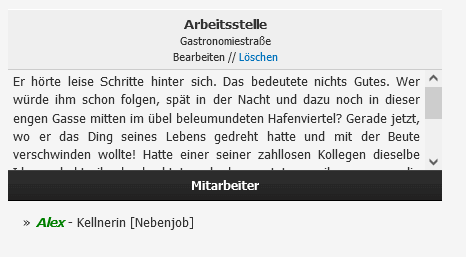 Arbeitsstelle
Gastronomiestraße
Bearbeiten // Löschen
Er hörte leise Schritte hinter sich. Das bedeutete nichts Gutes. Wer
würde ihm schon folgen, spät in der Nacht und dazu noch in dieser
engen Gasse mitten im übel beleumundeten Hafenviertel? Gerade jetzt,
wo er das Ding seines Lebens gedreht hatte und mit der Beute
verschwinden wollte! Hatte einer seiner zahllosen Kollegen dieselbe
Mitarbeiter
» Alex - Kellnerin [Nebenjob]